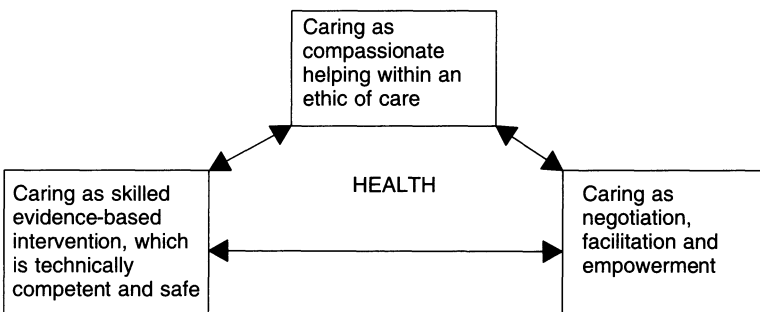 Caring as
compassionate
helping within an
ethic of care
HEALTH
Caring as skilled
evidence-based
intervention, which
is technically
competent and safe
Caring as
negotiation,
facilitation and
empowerment